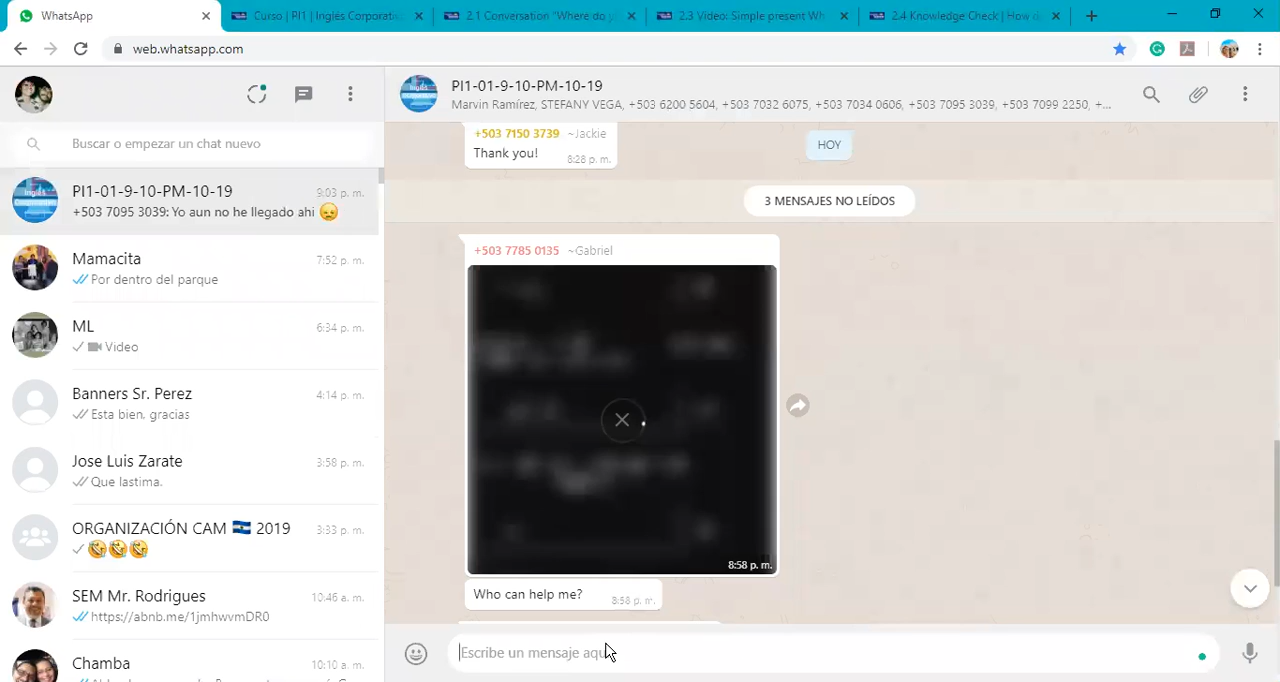 WhatsApp
Curso | PI1 | Inglés Corporativ
2.1 Conversation "Where do y
2.3 Video: Simple present Wh
2.4 Knowledge Check | How d
web.whatsapp.com
PI1-01-9-10-PM-10-19
Marvin Ramírez, STEFANY VEGA, +503 6200 5604, +503 7032 6075, +503 7034 0606, +503 7095 3039, +503 7099 2250, +...
Buscar o empezar un chat nuevo
PI1-01-9-10-PM-10-19
9:03 p. m.
+503 7095 3039: Yo aun no he llegado ahi 😞
Mamacita
7:52 p. m.
Por dentro del parque
ML
6:34 p. m.
Video
Banners Sr. Perez
4:14 p. m.
Esta bien, gracias
Jose Luis Zarate
3:58 p. m.
Que lastima.
ORGANIZACIÓN CAM 🇸🇻 2019
3:33 p. m.
🤣🤣🤣
SEM Mr. Rodrigues
10:46 a. m.
https://abnb.me/1jmhwvmDR0
Chamba
10:10 a. m.
+503 7150 3739 ~Jackie
Thank you!
8:28 p. m.
HOY
3 MENSAJES NO LEÍDOS
+503 7785 0135 ~Gabriel
8:58 p. m.
Who can help me?
8:58 p. m.
Escribe un mensaje aquí